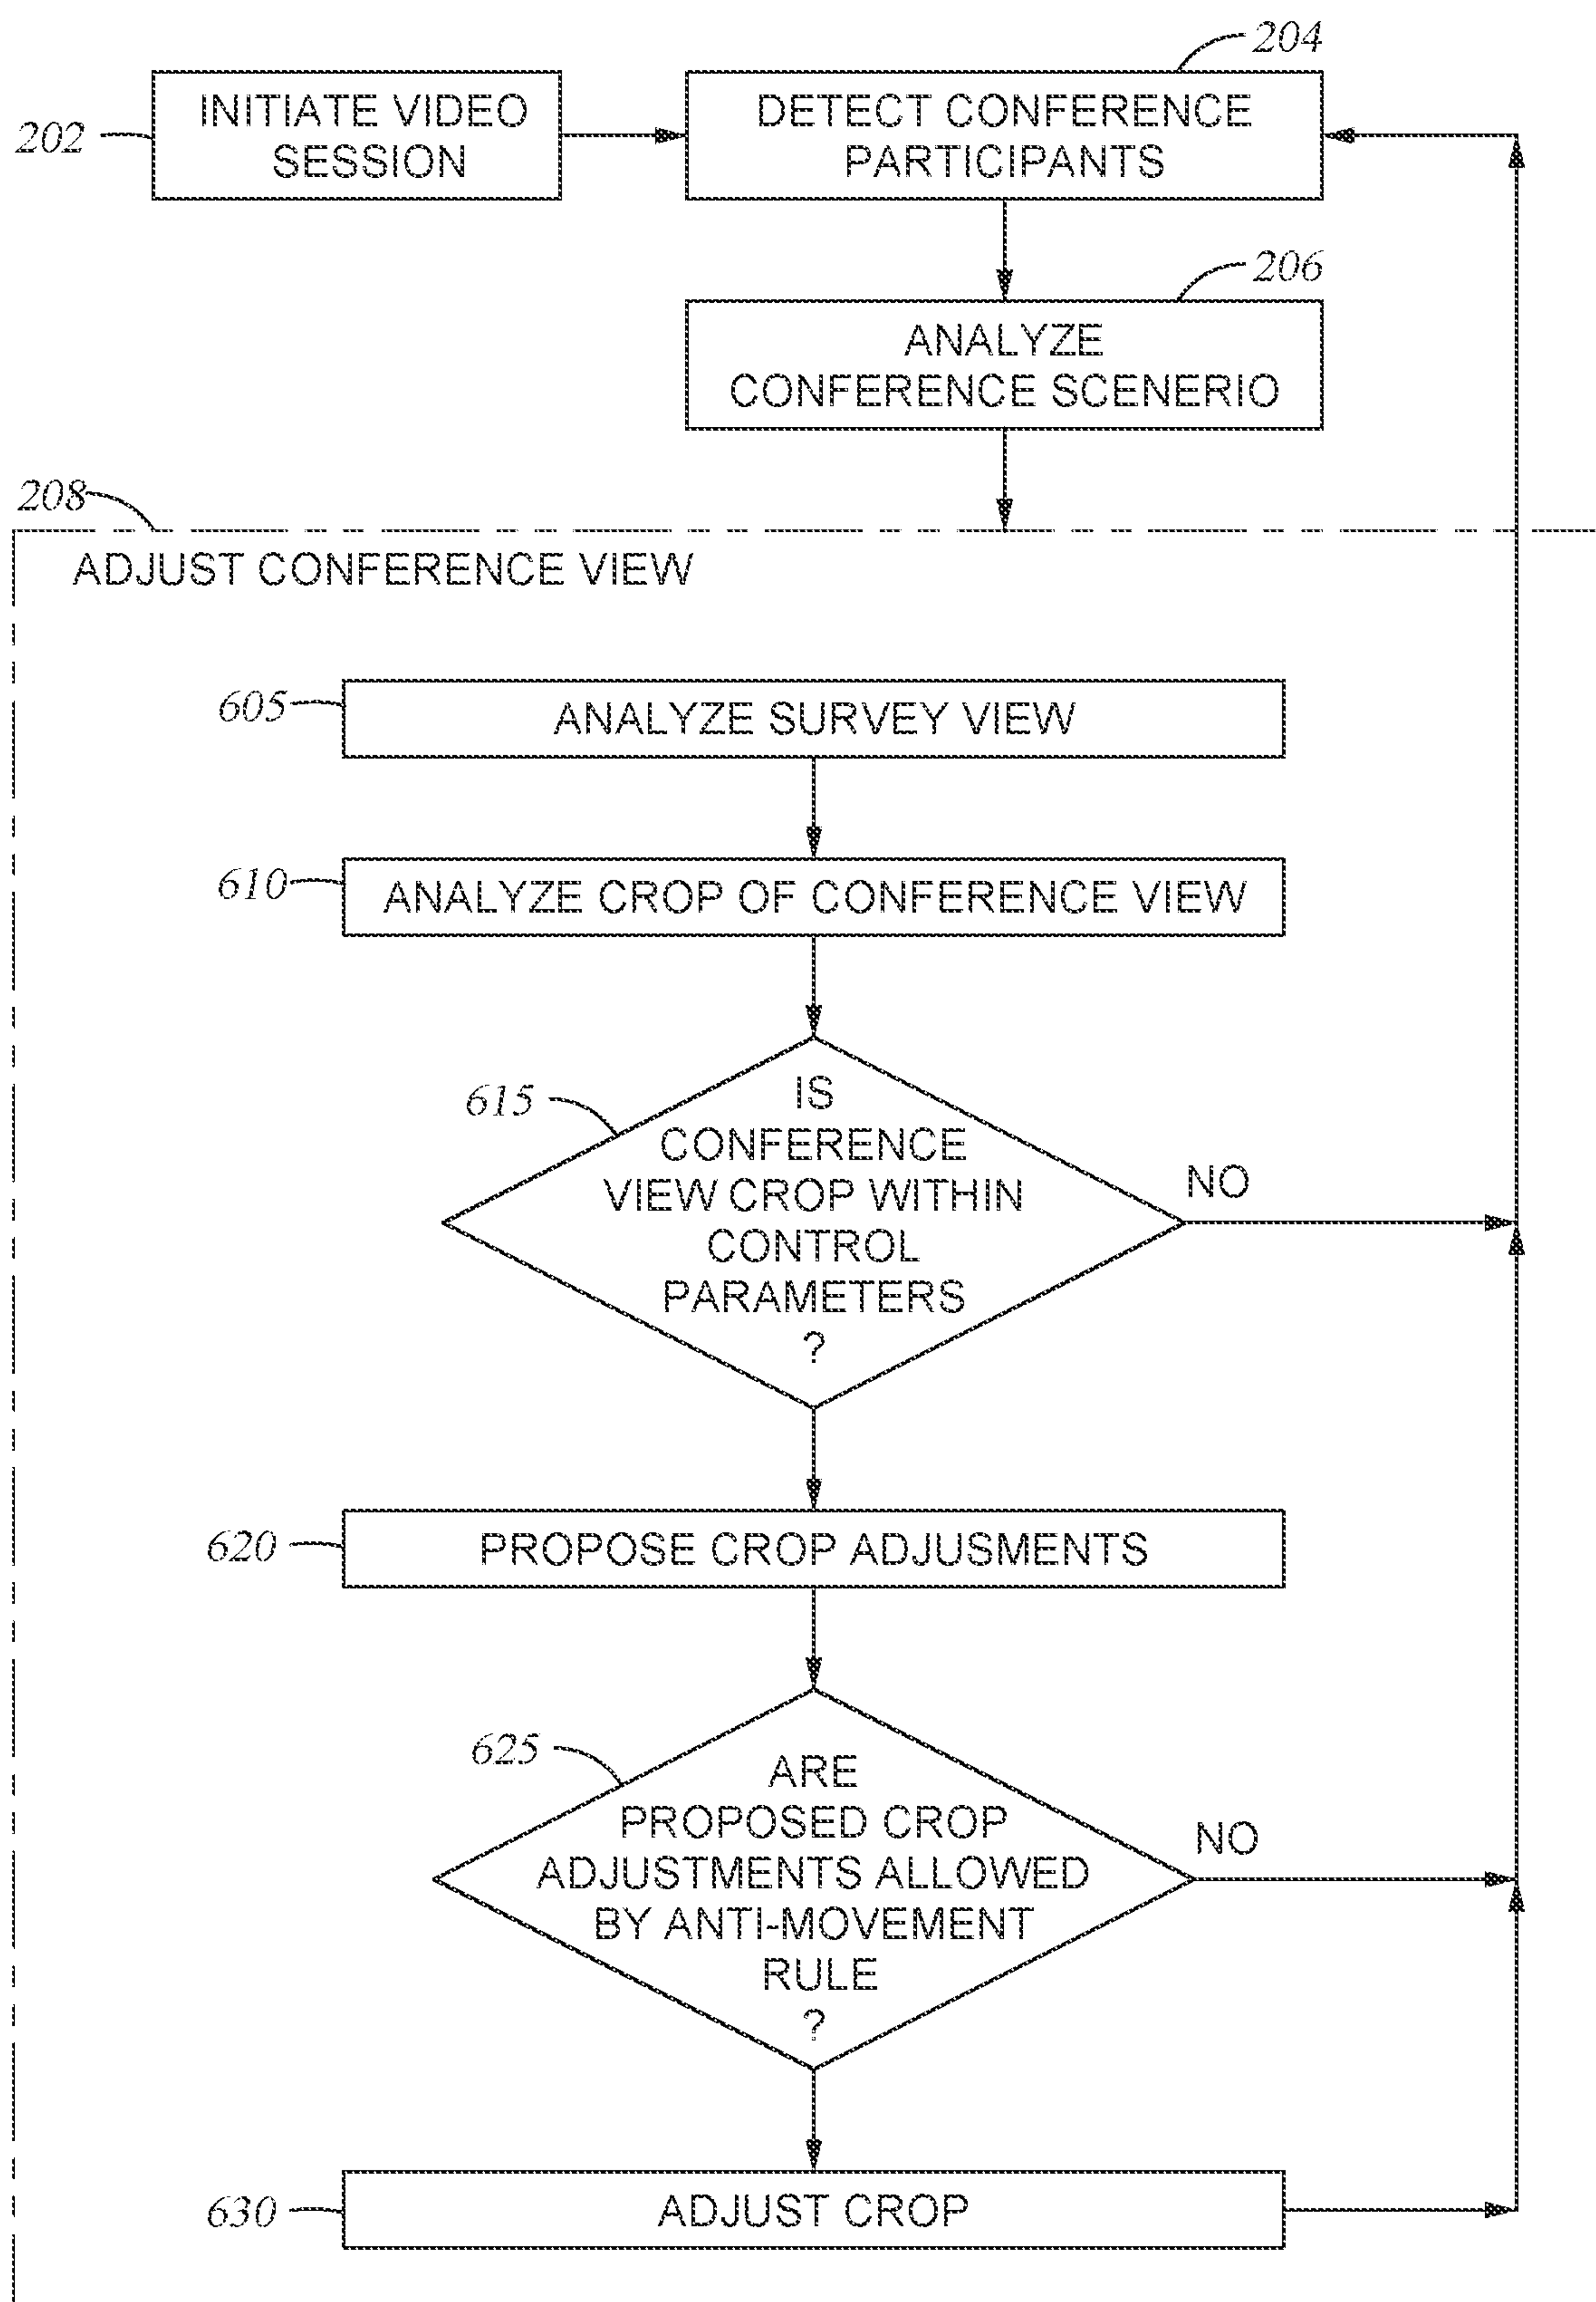 204
202
INITIATE VIDEO
SESSION
DETECT CONFERENCE
PARTICIPANTS
206
ANALYZE
CONFERENCE SCENERIO
208
ADJUST CONFERENCE VIEW
605
ANALYZE SURVEY VIEW
610
ANALYZE CROP OF CONFERENCE VIEW
615
IS
CONFERENCE
VIEW CROP WITHIN
CONTROL
PARAMETERS
?
NO
620
PROPOSE CROP ADJUSMENTS
625
ARE
PROPOSED CROP
ADJUSTMENTS ALLOWED
BY ANTI-MOVEMENT
RULE
?
NO
630
ADJUST CROP